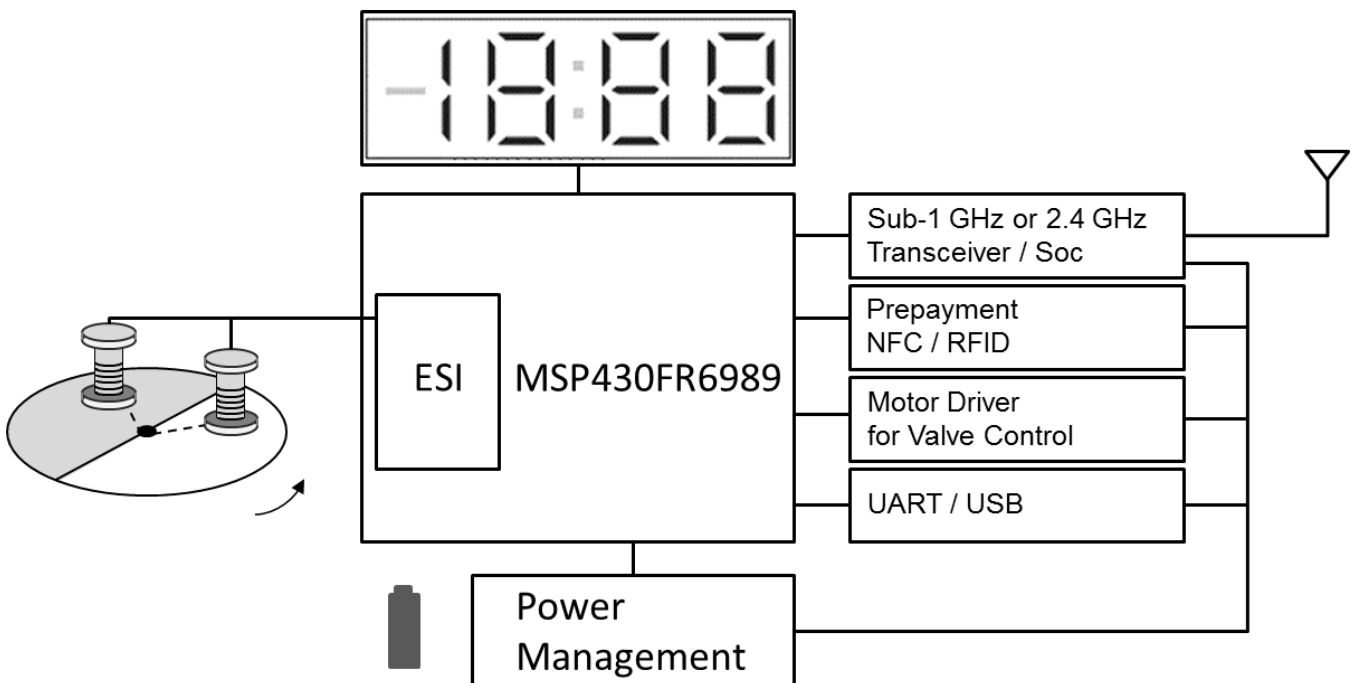 -18:88
Sub-1 GHz or 2.4 GHz
Transceiver / Soc
Prepayment
NFC / RFID
ESI
MSP430FR6989
Motor Driver
for Valve Control
UART / USB
Power
Management